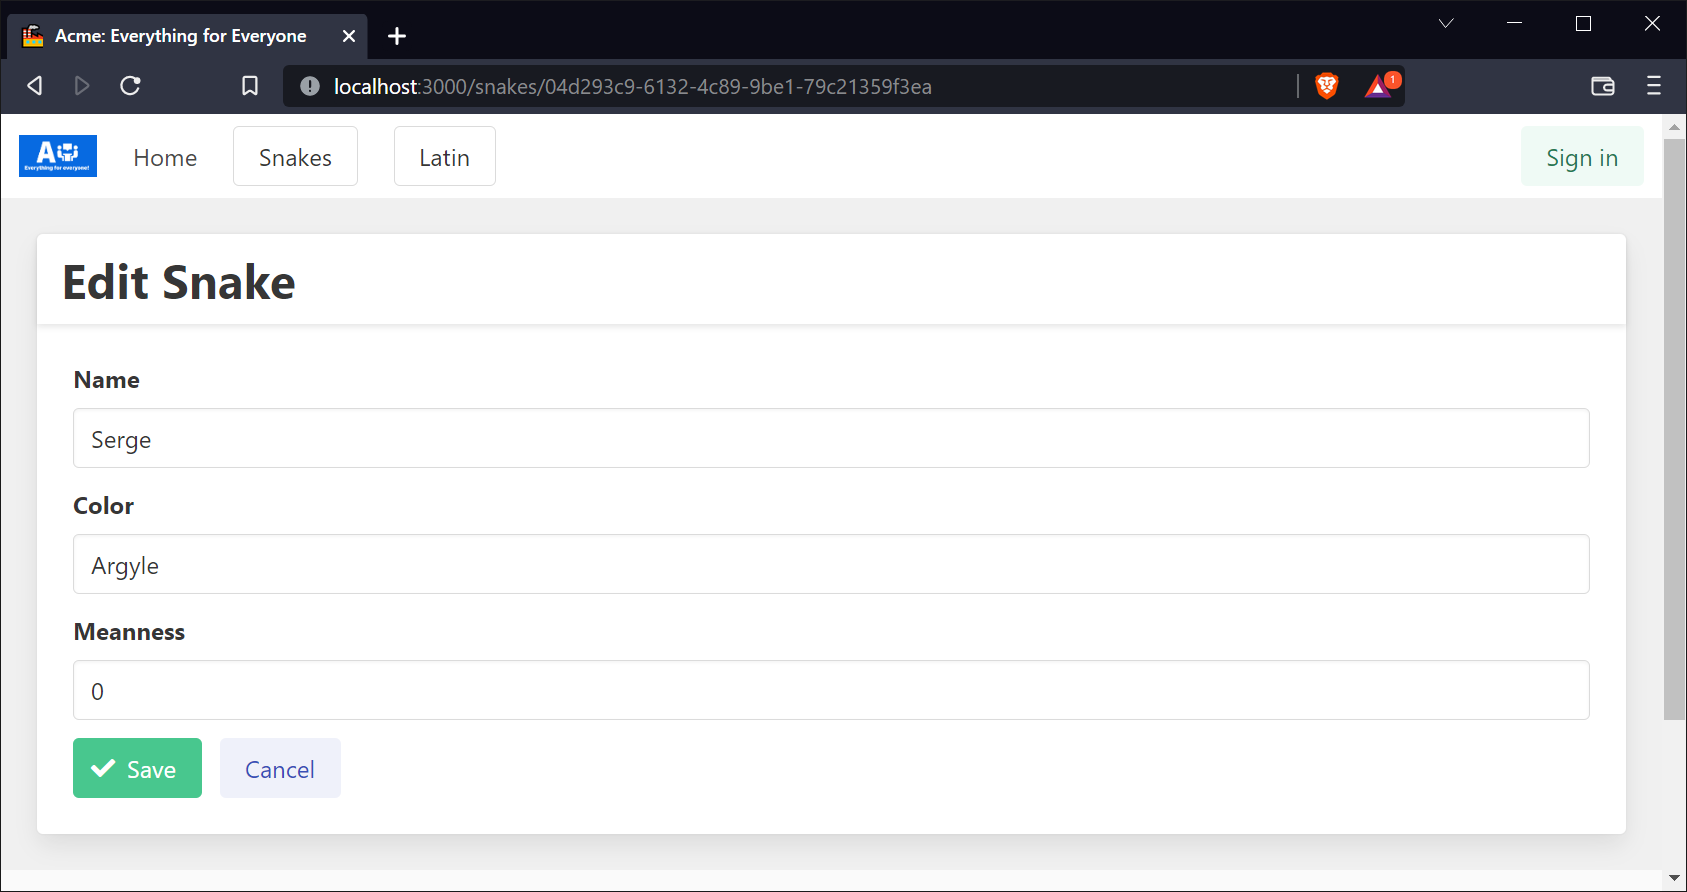 Acme: Everything for Everyone
localhost:3000/snakes/04d293c9-6132-4c89-9be1-79c21359f3ea
1
A
Everything for everyone!
Home
Snakes
Latin
Sign in
Edit Snake
Name
Serge
Color
Argyle
Meanness
0
Save
Cancel